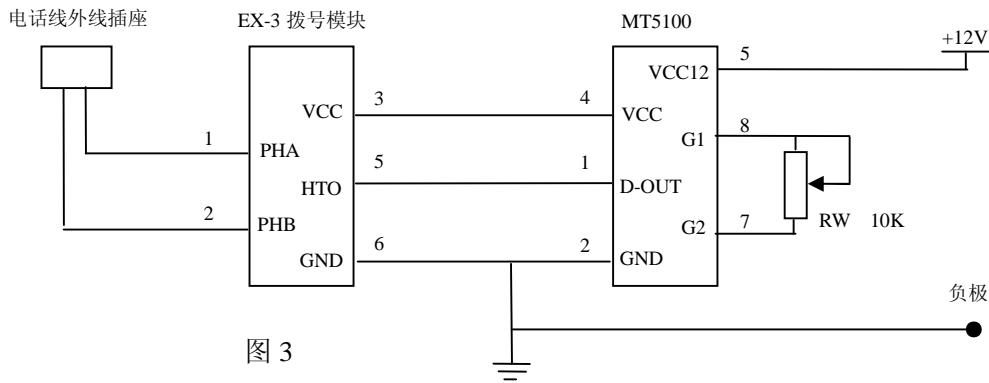 电话线外线插座
EX-3 拨号模块
MT5100
+12V
1
2
PHA
PHB
VCC
HTO
GND
3
5
6
4
1
2
VCC12
VCC
G1
D-OUT
G2
GND
5
8
7
RW 10K
负极
图 3